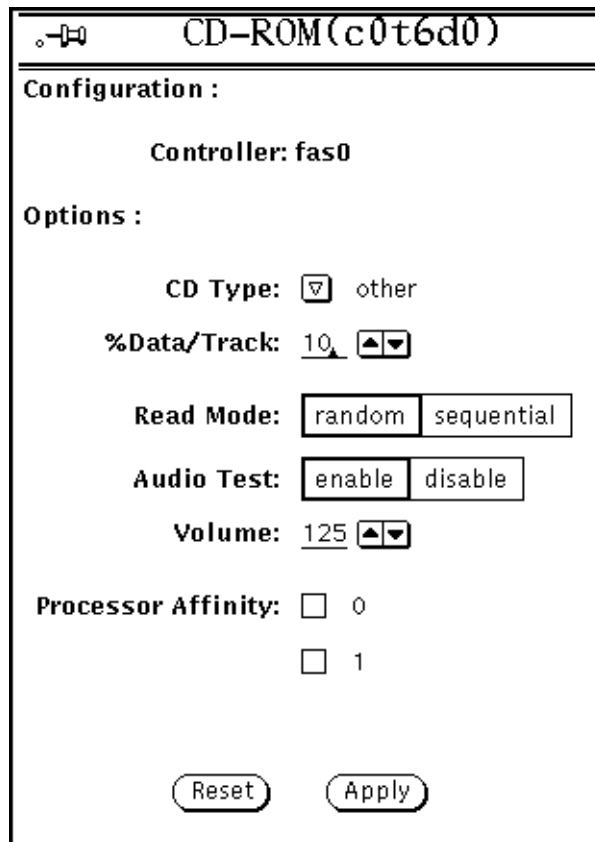 CD-ROM(c0t6d0)
Configuration :
Controller: fas0
Options :
CD Type: other
%Data/Track: 10
Read Mode: random sequential
Audio Test: enable disable
Volume: 125
Processor Affinity: 0
1
Reset Apply